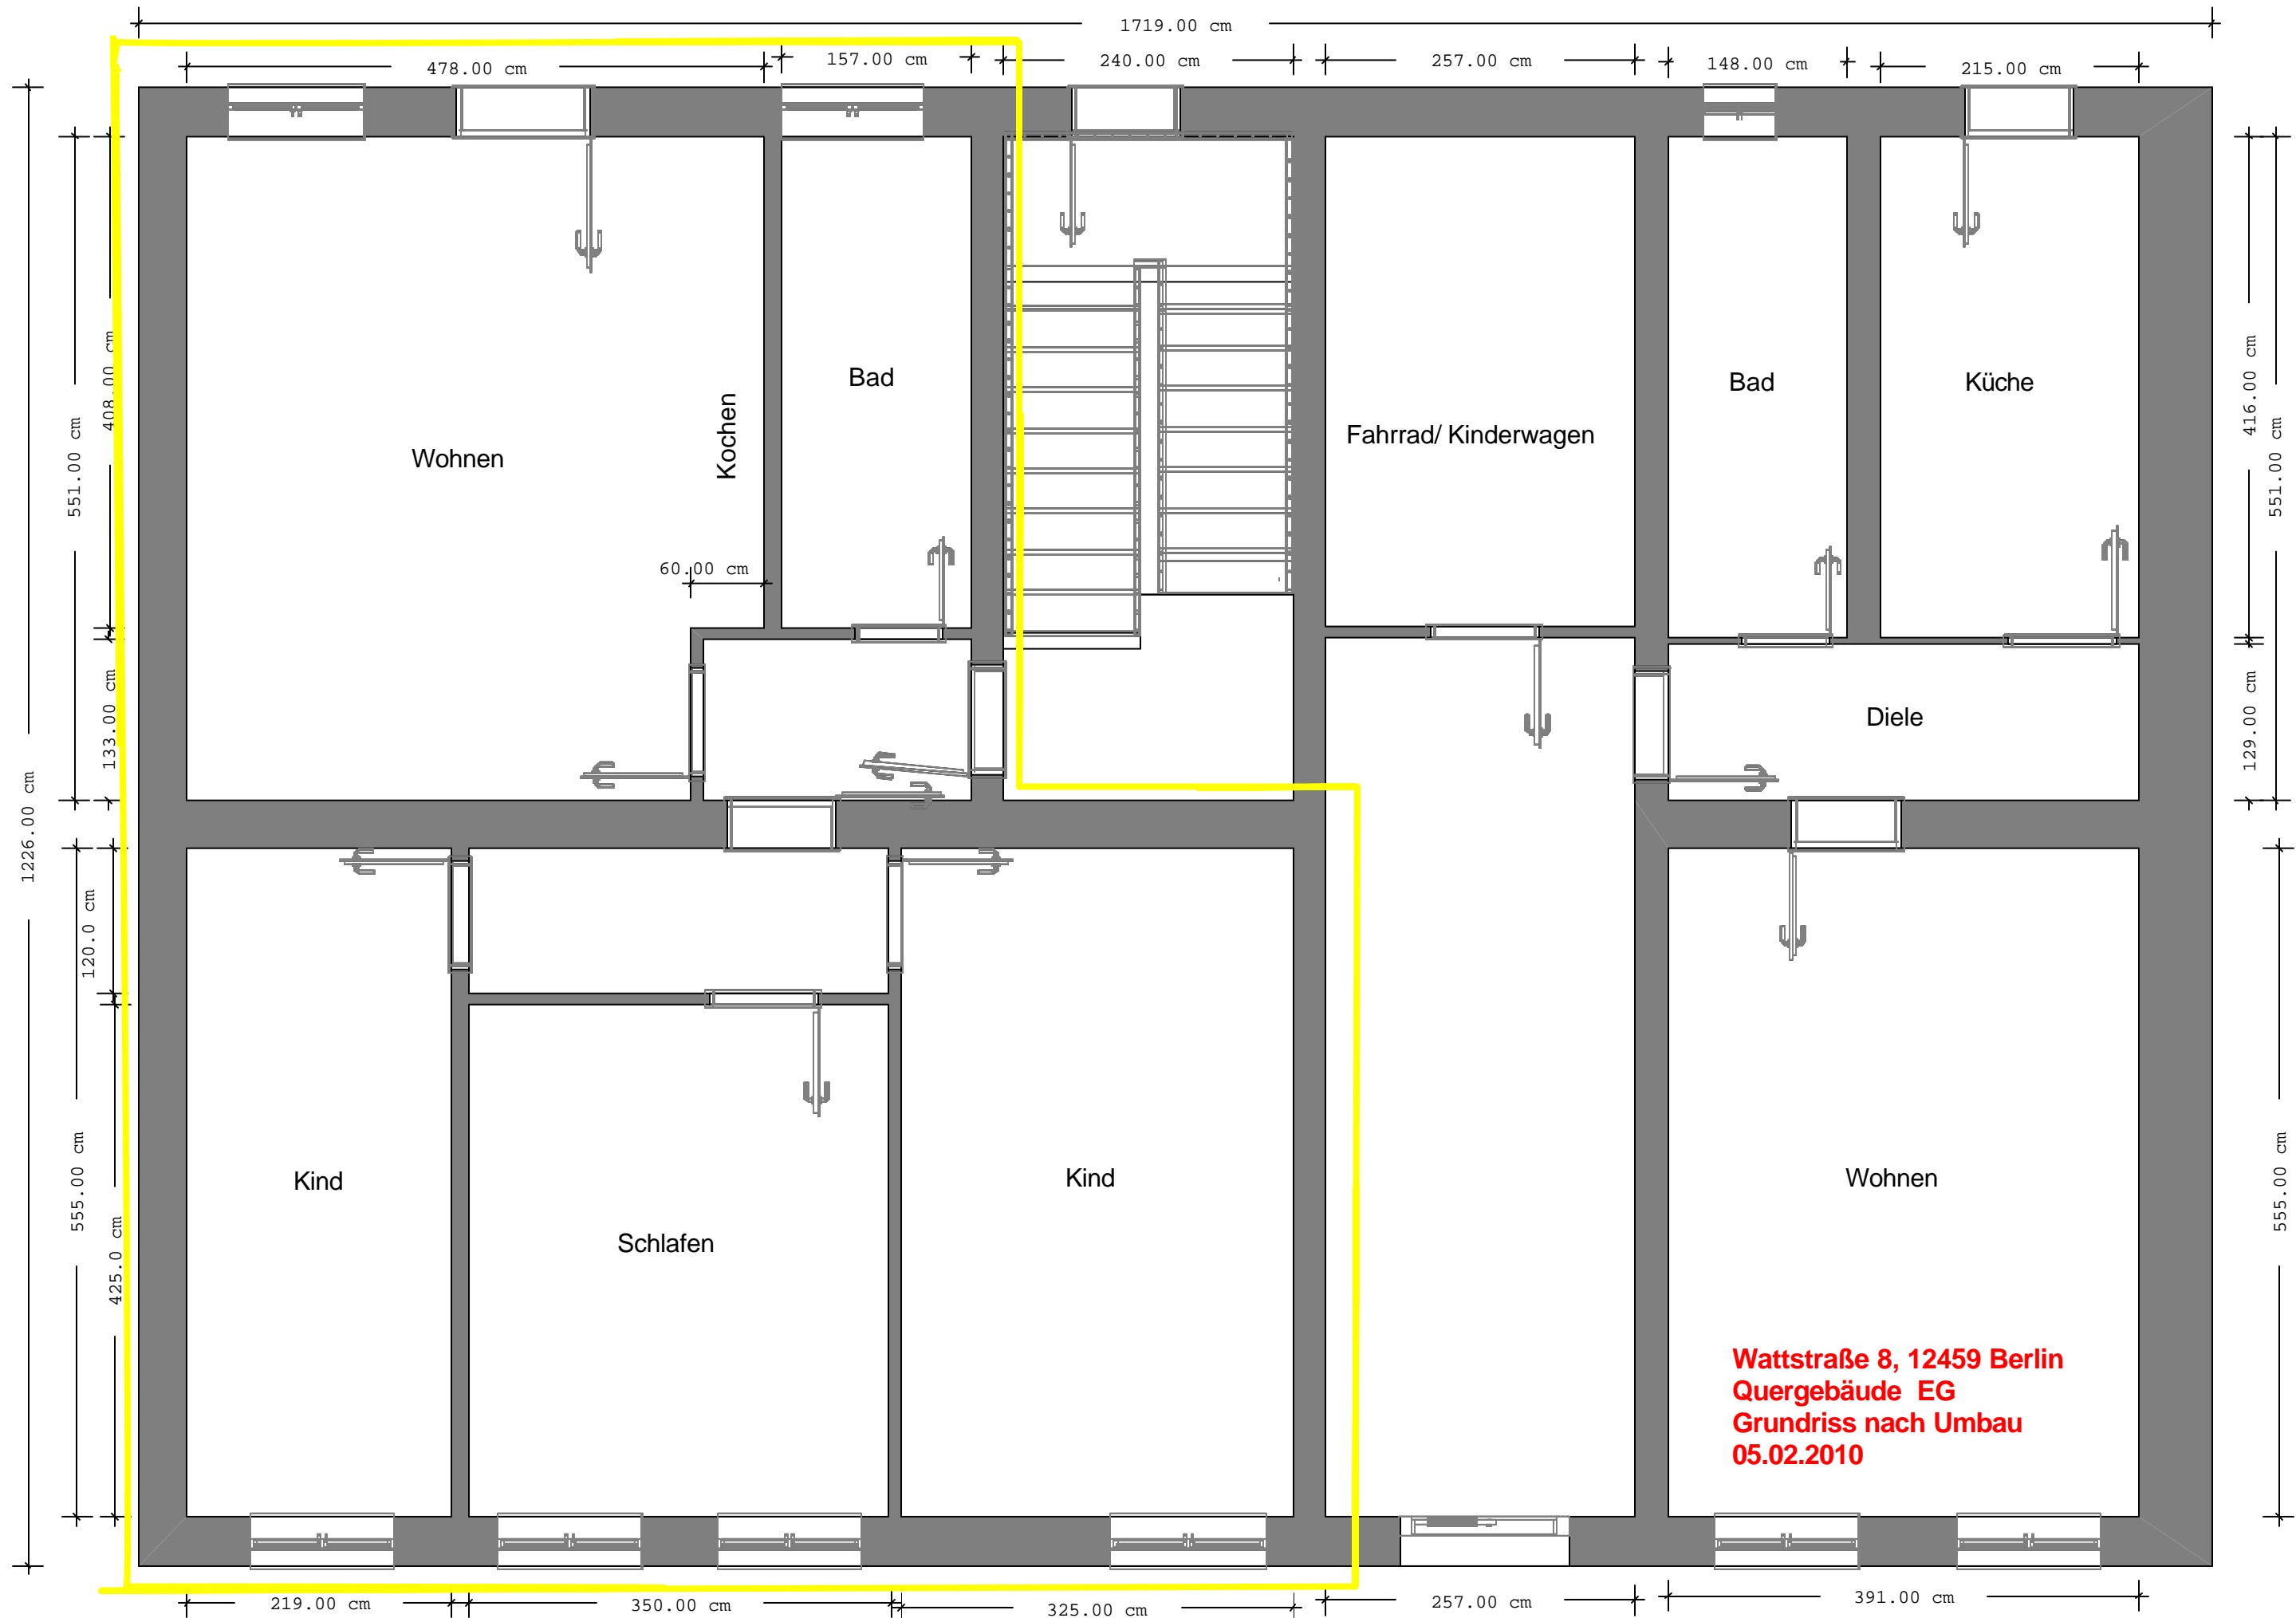 1719.00 cm
478.00 cm
157.00 cm
240.00 cm
257.00 cm
148.00 cm
215.00 cm
1226.00 cm
551.00 cm
408.00 cm
133.00 cm
Wohnen
Kochen
60.00 cm
Bad
Fahrrad/ Kinderwagen
Bad
Küche
Diele
416.00 cm
551.00 cm
129.00 cm
555.00 cm
120.0 cm
425.0 cm
Kind
Schlafen
Kind
Wohnen
555.00 cm
Wattstraße 8, 12459 Berlin
Quergebäude EG
Grundriss nach Umbau
05.02.2010
219.00 cm
350.00 cm
325.00 cm
257.00 cm
391.00 cm